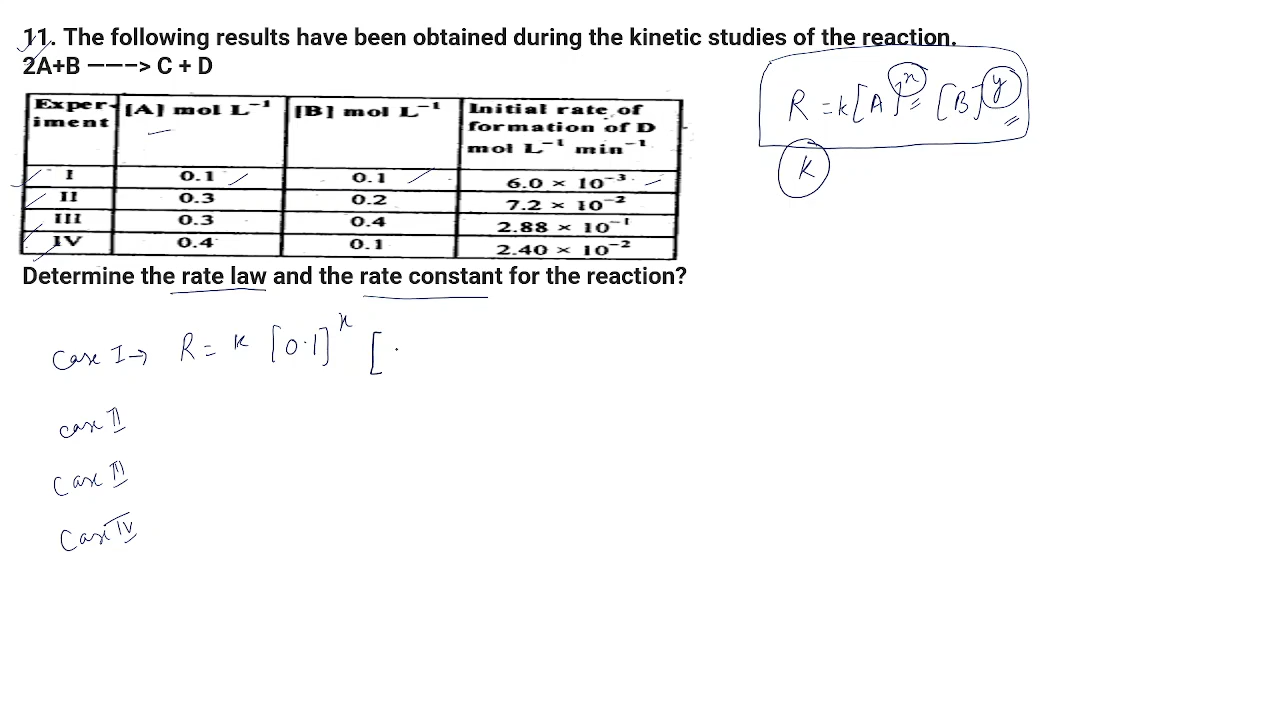 11. The following results have been obtained during the kinetic studies of the reaction.
2A+B ———> C + D
Exper- iment [A] mol L⁻¹ [B] mol L⁻¹ Initial rate of formation of D mol L⁻¹ min⁻¹
I 0.1 0.1 6.0 × 10⁻³
II 0.3 0.2 7.2 × 10⁻²
III 0.3 0.4 2.88 × 10⁻¹
IV 0.4 0.1 2.40 × 10⁻²
Determine the rate law and the rate constant for the reaction?
R = k [A]ˣ [B]ʸ
K
Case I → R = k [0.1]ˣ [
Case II
Case III
Case IV